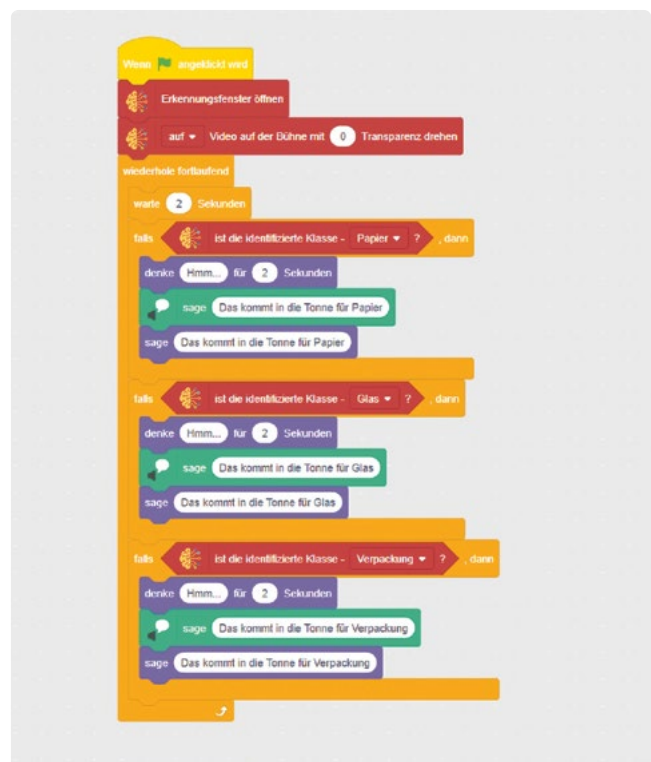 Wenn angeklickt wird
Erkennungsfenster öffnen
auf Video auf der Bühne mit 0 Transparenz drehen
wiederhole fortlaufend
warte 2 Sekunden
falls ist die identifizierte Klasse - Papier ? , dann
denke Hmm... für 2 Sekunden
sage Das kommt in die Tonne für Papier
sage Das kommt in die Tonne für Papier
falls ist die identifizierte Klasse - Glas ? , dann
denke Hmm... für 2 Sekunden
sage Das kommt in die Tonne für Glas
sage Das kommt in die Tonne für Glas
falls ist die identifizierte Klasse - Verpackung ? , dann
denke Hmm... für 2 Sekunden
sage Das kommt in die Tonne für Verpackung
sage Das kommt in die Tonne für Verpackung